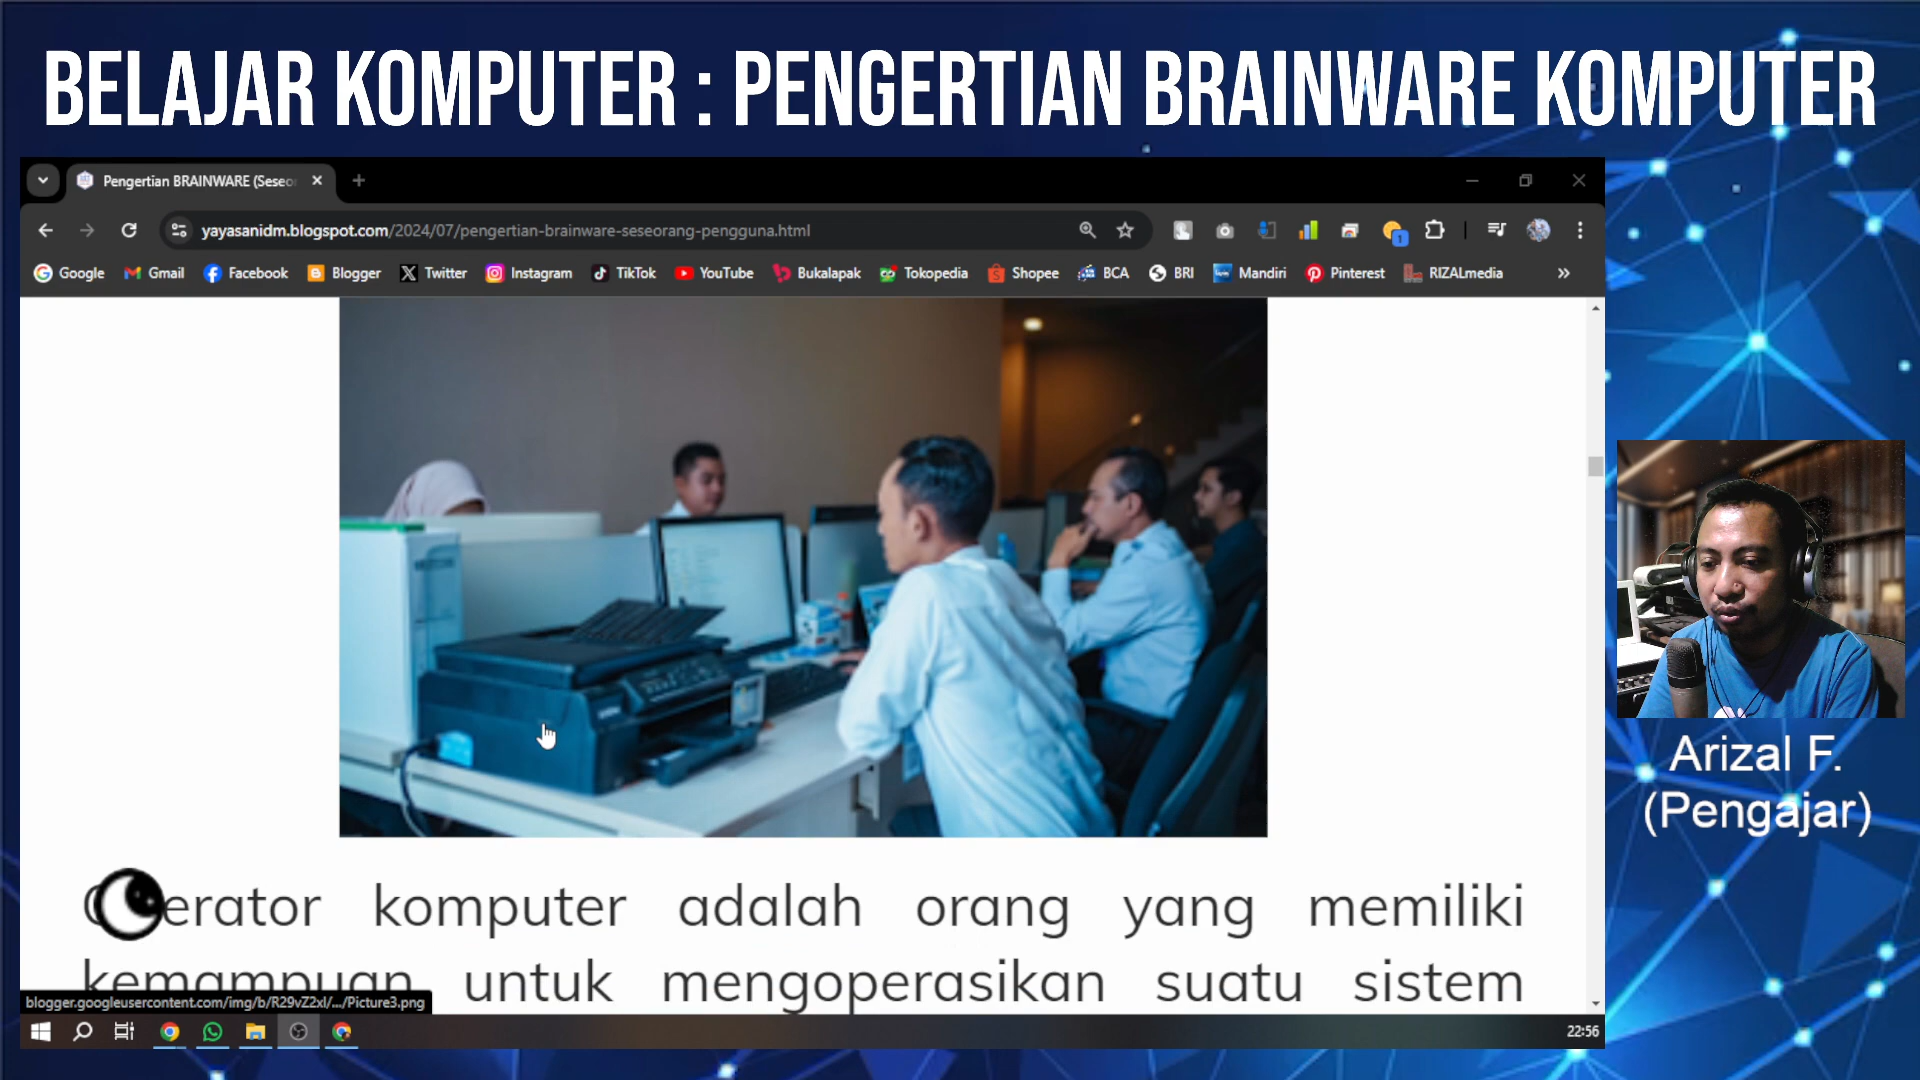 BELAJAR KOMPUTER : PENGERTIAN BRAINWARE KOMPUTER
Pengertian BRAINWARE (Seseo
yayasanidm.blogspot.com/2024/07/pengertian-brainware-seseorang-pengguna.html
Google Gmail Facebook Blogger Twitter Instagram TikTok YouTube Bukalapak Tokopedia Shopee BCA BRI Mandiri Pinterest RIZALmedia
Arizal F.
(Pengajar)
erator komputer adalah orang yang memiliki
kemampuan untuk mengoperasikan suatu sistem
blogger.googleusercontent.com/img/b/R29vZ2xl/.../Picture3.png
22:56